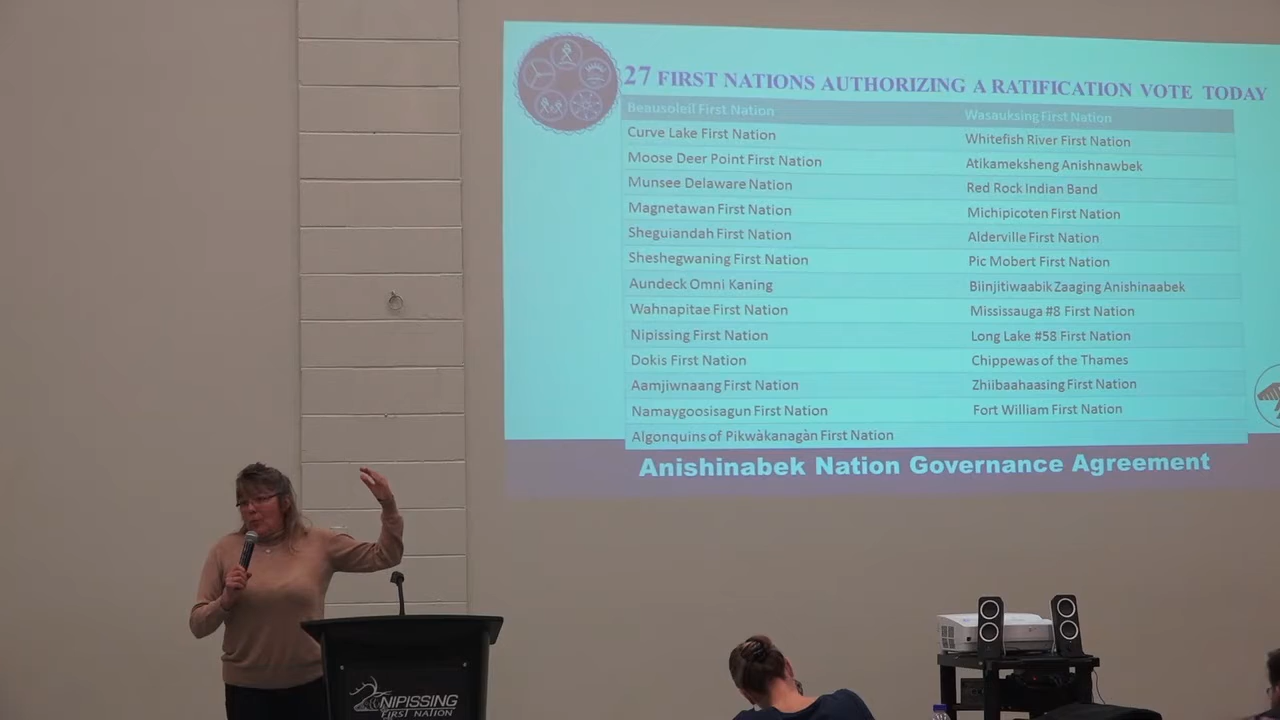 27 FIRST NATIONS AUTHORIZING A RATIFICATION VOTE TODAY
Beausoleil First Nation Wasauksing First Nation
Curve Lake First Nation Whitefish River First Nation
Moose Deer Point First Nation Atikameksheng Anishnawbek
Munsee Delaware Nation Red Rock Indian Band
Magnetawan First Nation Michipicoten First Nation
Sheguiandah First Nation Alderville First Nation
Sheshegwaning First Nation Pic Mobert First Nation
Aundeck Omni Kaning Biinjitiwaabik Zaaging Anishinaabek
Wahnapitae First Nation Mississauga #8 First Nation
Nipissing First Nation Long Lake #58 First Nation
Dokis First Nation Chippewas of the Thames
Aamjiwnaang First Nation Zhiibaahaasing First Nation
Namaygoosisagun First Nation Fort William First Nation
Algonquins of Pikwàkanagàn First Nation
Anishinabek Nation Governance Agreement
NIPISSING
FIRST NATION